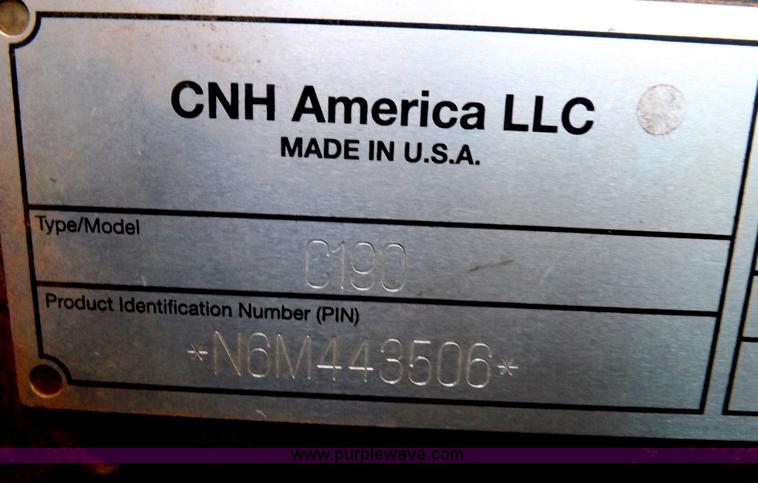 CNH America LLC
MADE IN U.S.A.
Type/Model
C190
Product Identification Number (PIN)
*N6M443506*
www.purplewave.com